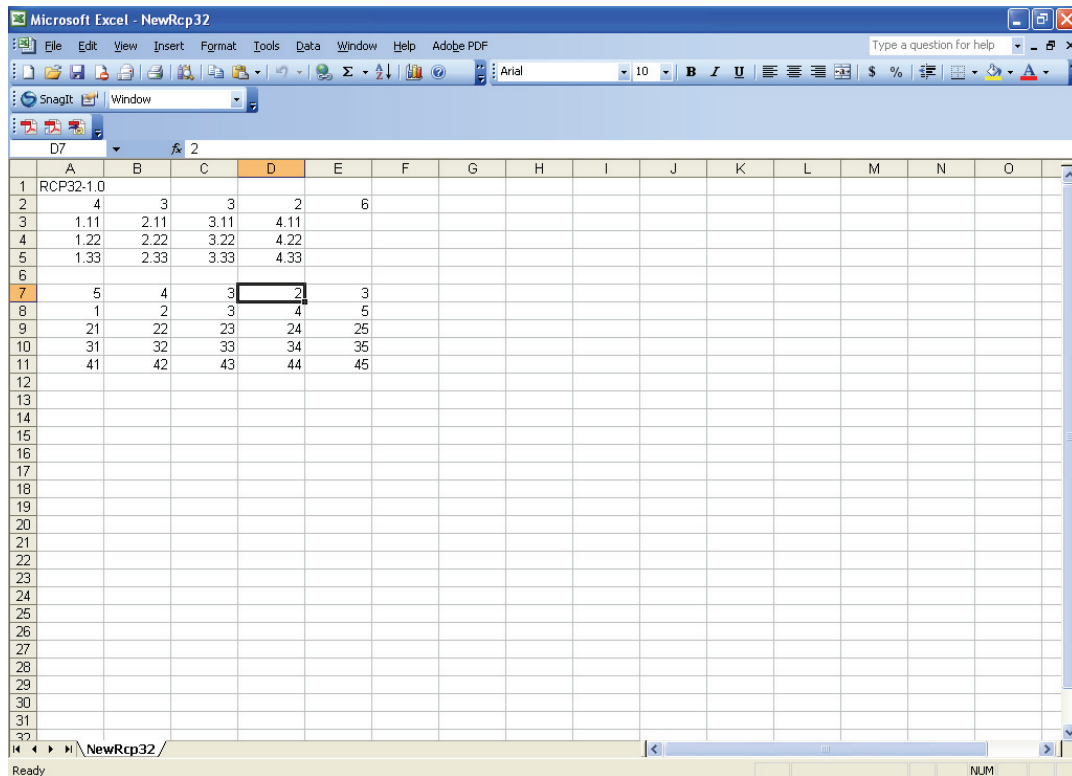 Microsoft Excel - NewRcp32
File Edit View Insert Format Tools Data Window Help Adobe PDF Type a question for help
Arial 10 B I U $ %
SnagIt Window
D7 fx 2
A B C D E F G H I J K L M N O
1 RCP32-1.0
2 4 3 3 2 6
3 1.11 2.11 3.11 4.11
4 1.22 2.22 3.22 4.22
5 1.33 2.33 3.33 4.33
6
7 5 4 3 2 3
8 1 2 3 4 5
9 21 22 23 24 25
10 31 32 33 34 35
11 41 42 43 44 45
12
13
14
15
16
17
18
19
20
21
22
23
24
25
26
27
28
29
30
31
32
NewRcp32
Ready NUM